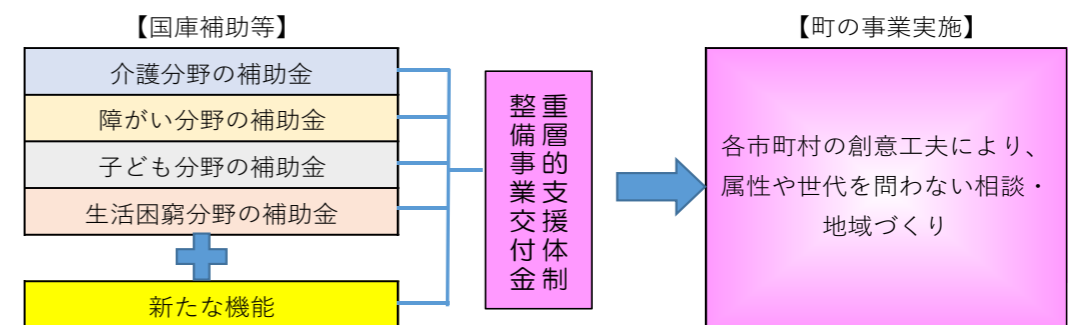 【国庫補助等】
介護分野の補助金
障がい分野の補助金
子ども分野の補助金
生活困窮分野の補助金
新たな機能
重層的支援体制
整備事業交付金
【町の事業実施】
各市町村の創意工夫により、
属性や世代を問わない相談・
地域づくり